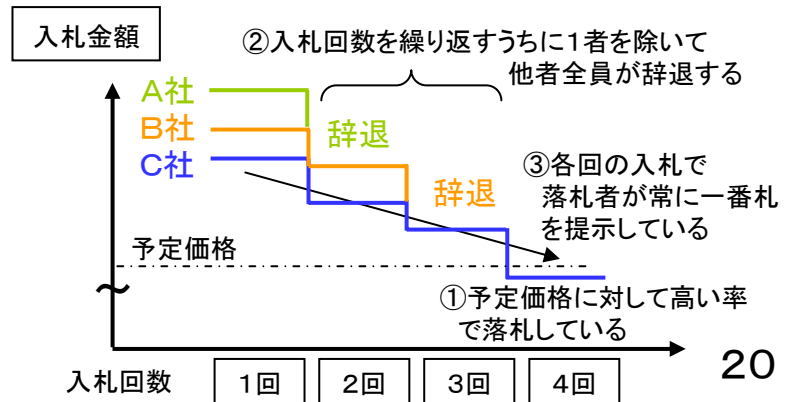 入札金額
②入札回数を繰り返すうちに1者を除いて
他者全員が辞退する
A社
B社
C社
辞退
辞退
③各回の入札で
落札者が常に一番札
を提示している
予定価格
①予定価格に対して高い率
で落札している
入札回数
1回
2回
3回
4回
20